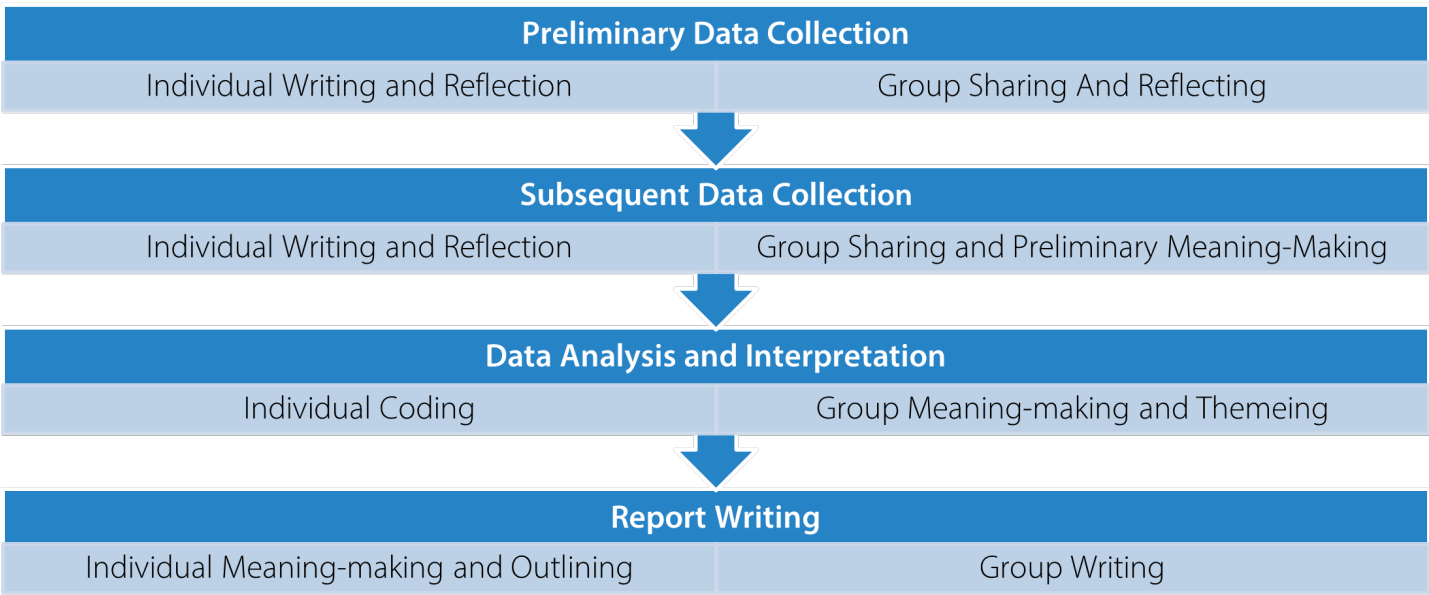 Preliminary Data Collection
Individual Writing and Reflection
Group Sharing And Reflecting
Subsequent Data Collection
Individual Writing and Reflection
Group Sharing and Preliminary Meaning-Making
Data Analysis and Interpretation
Individual Coding
Group Meaning-making and Themeing
Report Writing
Individual Meaning-making and Outlining
Group Writing